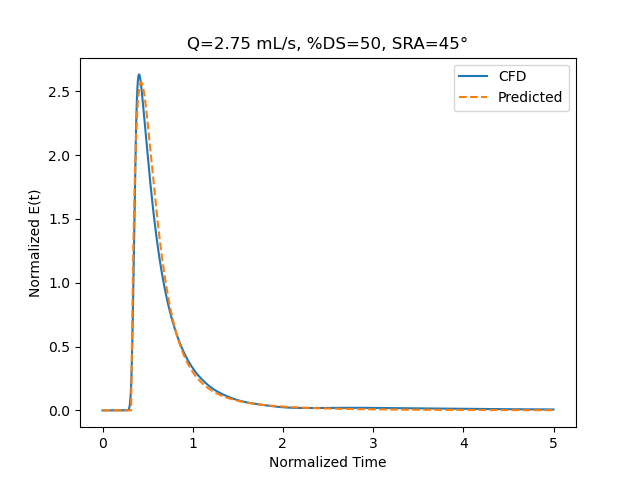 Q=2.75 mL/s, %DS=50, SRA=45°
CFD
Predicted
Normalized E(t)
2.5
2.0
1.5
1.0
0.5
0.0
0 1 2 3 4 5
Normalized Time